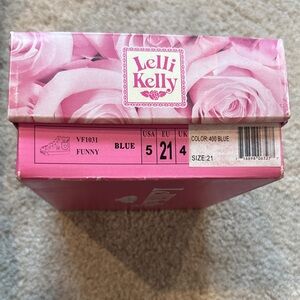 Lelli
Kelly
VF1031
FUNNY
BLUE
USA EU UK
5 21 4
COLOR:400 BLUE
SIZE:21